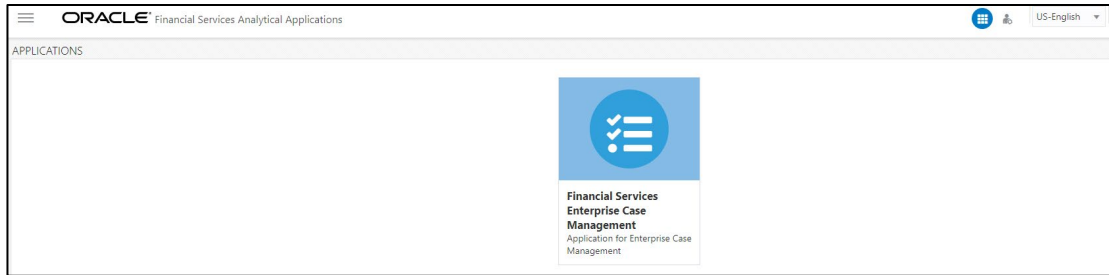 ORACLE® Financial Services Analytical Applications
US-English
APPLICATIONS
Financial Services
Enterprise Case
Management
Application for Enterprise Case
Management